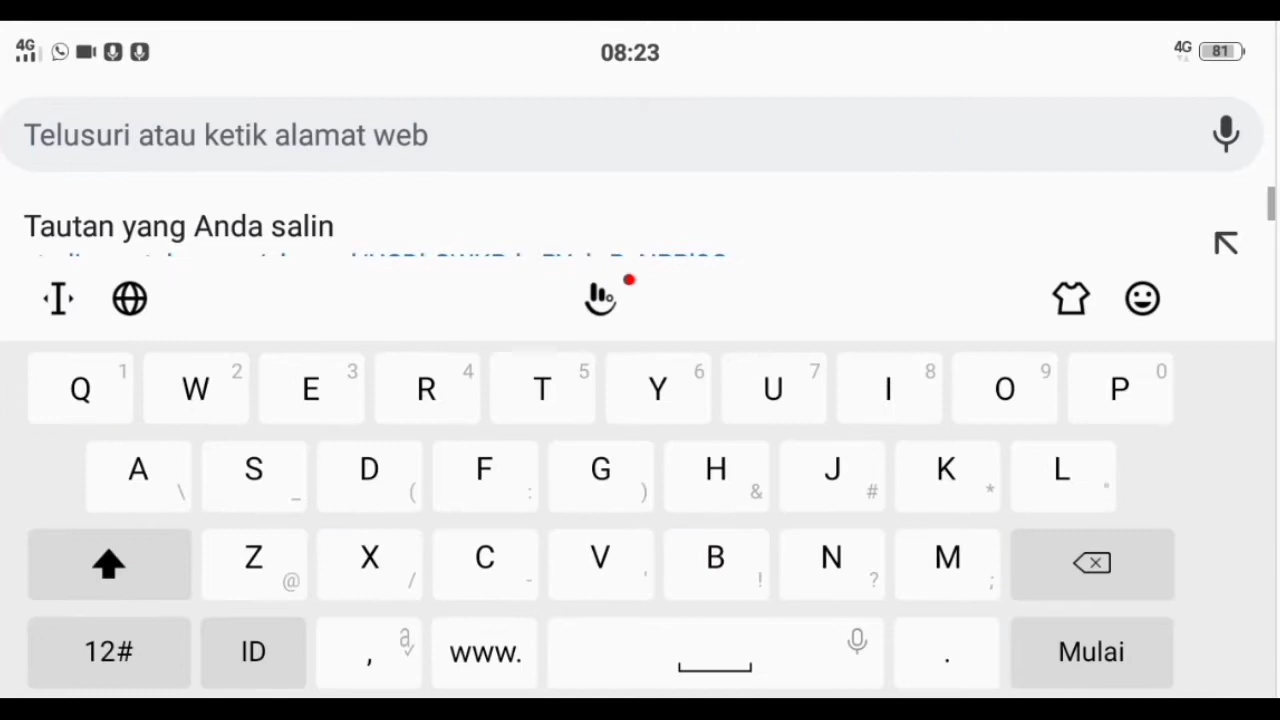 4G 08:23 4G 81
Telusuri atau ketik alamat web
Tautan yang Anda salin
Q 1 W 2 E 3 R 4 T 5 Y 6 U 7 I 8 O 9 P 0
A \ S _ D ( F : G ) H & J # K * L "
Z @ X / C - V ' B ! N ? M ;
12# ID , a www. . Mulai